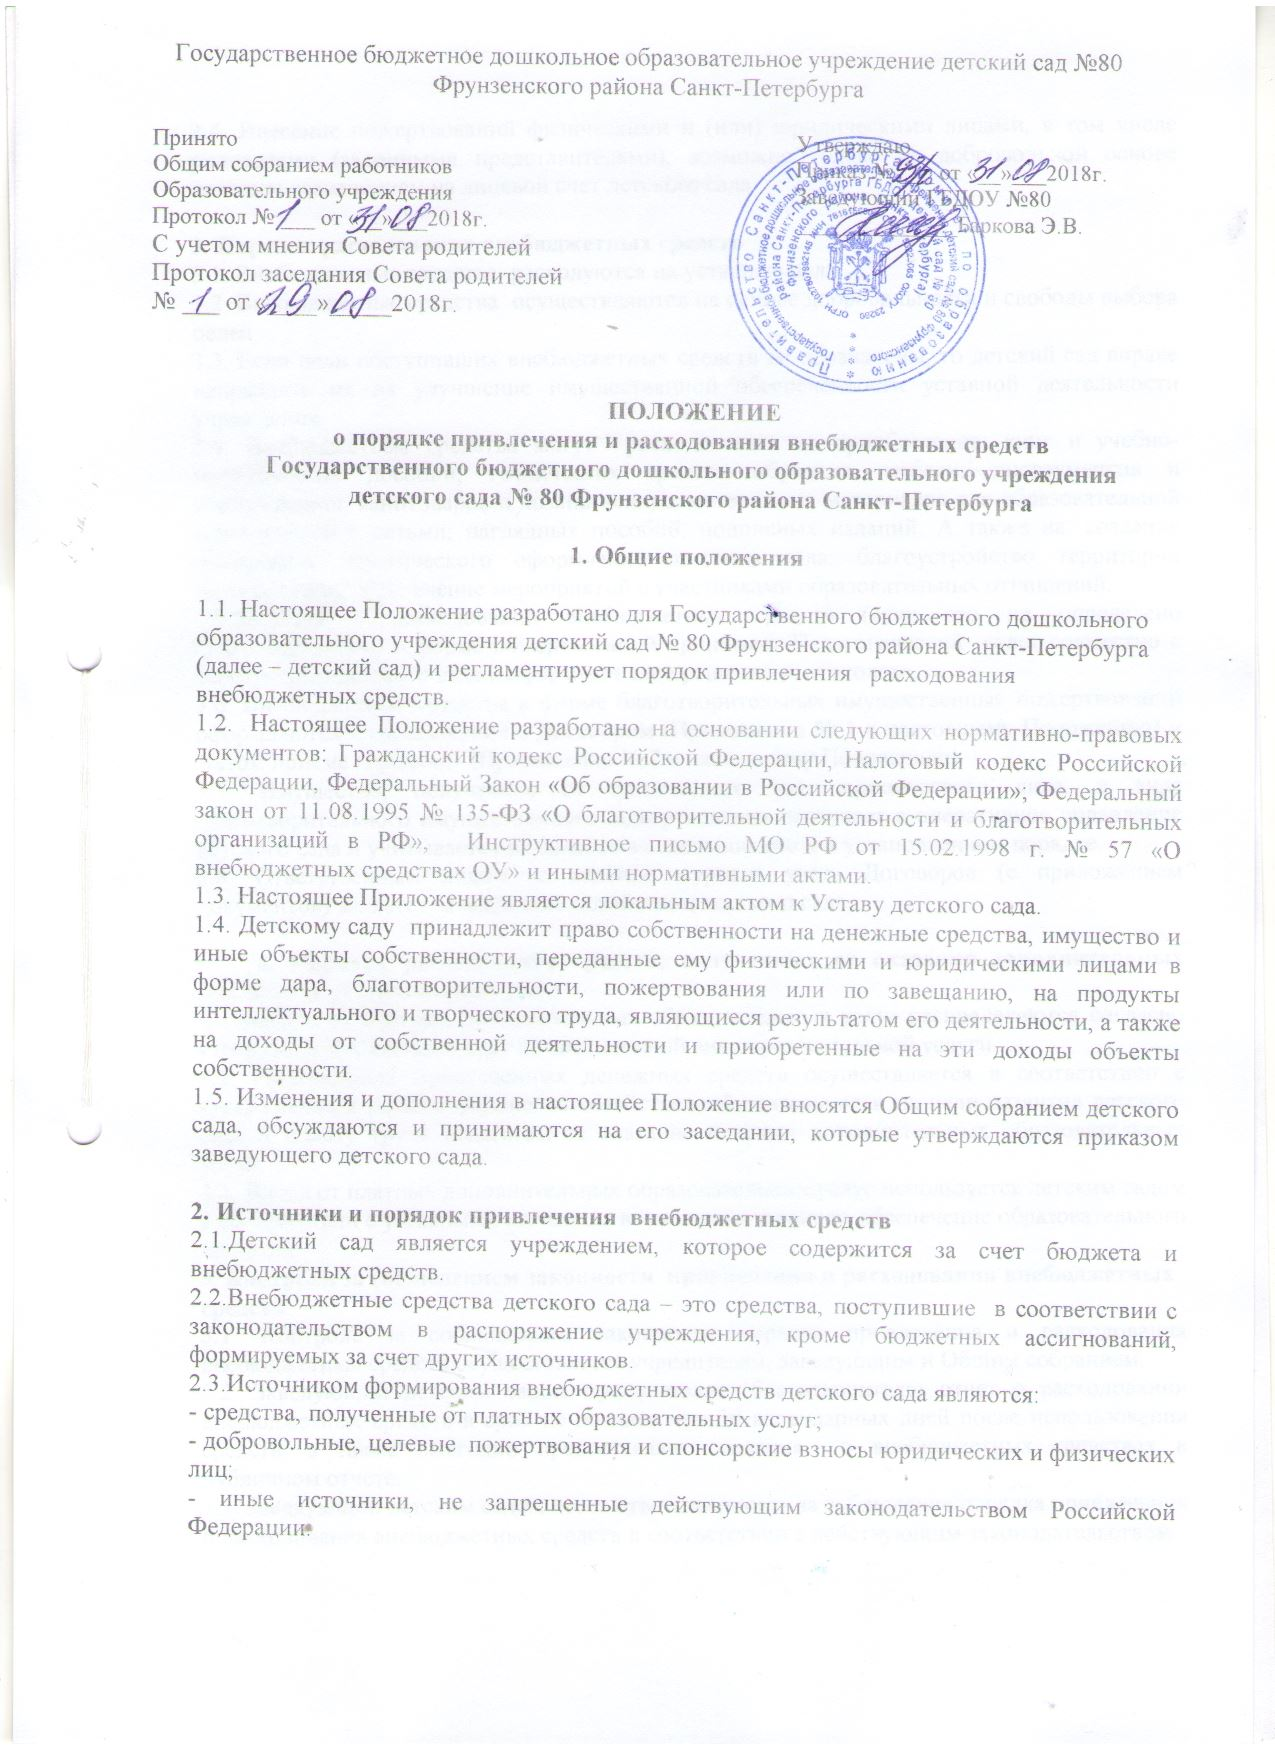 Государственное бюджетное дошкольное образовательное учреждение детский сад №80
Фрунзенского района Санкт-Петербурга
Принято
Общим собранием работников
Образовательного учреждения
Протокол № 1 от «31» 08 2018г.
С учетом мнения Совета родителей
Протокол заседания Совета родителей
№ 1 от «29» 08 2018г.
Утверждаю
Приказ № от «31» 08 2018г.
Заведующий ГБДОУ №80
Баркова Э.В.
ПОЛОЖЕНИЕ
о порядке привлечения и расходования внебюджетных средств
Государственного бюджетного дошкольного образовательного учреждения
детского сада № 80 Фрунзенского района Санкт-Петербурга
1. Общие положения
1.1. Настоящее Положение разработано для Государственного бюджетного дошкольного
образовательного учреждения детский сад № 80 Фрунзенского района Санкт-Петербурга
(далее – детский сад) и регламентирует порядок привлечения расходования
внебюджетных средств.
1.2. Настоящее Положение разработано на основании следующих нормативно-правовых
документов: Гражданский кодекс Российской Федерации, Налоговый кодекс Российской
Федерации, Федеральный Закон «Об образовании в Российской Федерации»; Федеральный
закон от 11.08.1995 № 135-ФЗ «О благотворительной деятельности и благотворительных
организаций в РФ», Инструктивное письмо МО РФ от 15.02.1998 г. № 57 «О
внебюджетных средствах ОУ» и иными нормативными актами.
1.3. Настоящее Приложение является локальным актом к Уставу детского сада.
1.4. Детскому саду принадлежит право собственности на денежные средства, имущество и
иные объекты собственности, переданные ему физическими и юридическими лицами в
форме дара, благотворительности, пожертвования или по завещанию, на продукты
интеллектуального и творческого труда, являющиеся результатом его деятельности, а также
на доходы от собственной деятельности и приобретенные на эти доходы объекты
собственности.
1.5. Изменения и дополнения в настоящее Положение вносятся Общим собранием детского
сада, обсуждаются и принимаются на его заседании, которые утверждаются приказом
заведующего детского сада.
2. Источники и порядок привлечения внебюджетных средств
2.1.Детский сад является учреждением, которое содержится за счет бюджета и
внебюджетных средств.
2.2.Внебюджетные средства детского сада – это средства, поступившие в соответствии с
законодательством в распоряжение учреждения, кроме бюджетных ассигнований,
формируемых за счет других источников.
2.3.Источником формирования внебюджетных средств детского сада являются:
- средства, полученные от платных образовательных услуг;
- добровольные, целевые пожертвования и спонсорские взносы юридических и физических
лиц;
- иные источники, не запрещенные действующим законодательством Российской
Федерации.